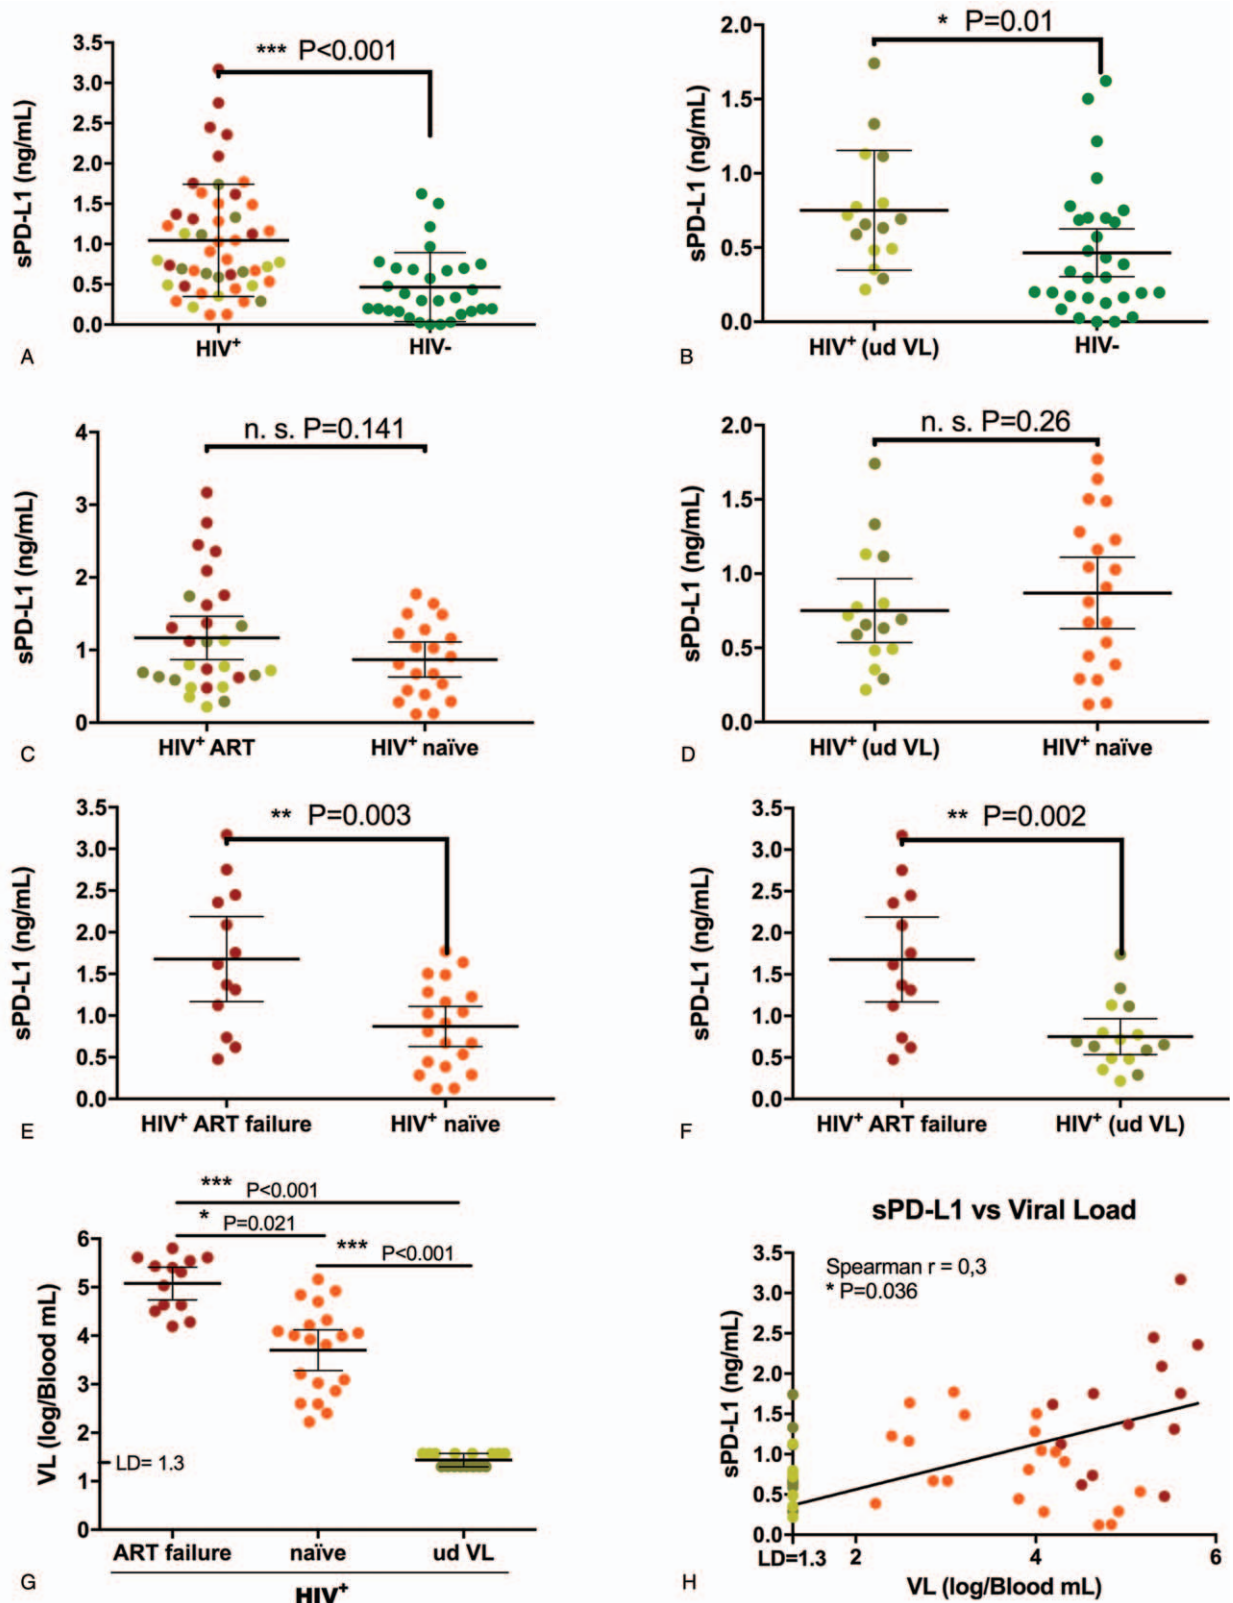 *** P<0.001
3.5
3.0
2.5
2.0
1.5
1.0
0.5
0.0
sPD-L1 (ng/mL)
HIV+ HIV-
A
* P=0.01
2.0
1.5
1.0
0.5
0.0
sPD-L1 (ng/mL)
HIV+ (ud VL) HIV-
B
n. s. P=0.141
4
3
2
1
0
sPD-L1 (ng/mL)
HIV+ ART HIV+ naïve
C
n. s. P=0.26
2.0
1.5
1.0
0.5
0.0
sPD-L1 (ng/mL)
HIV+ (ud VL) HIV+ naïve
D
** P=0.003
3.5
3.0
2.5
2.0
1.5
1.0
0.5
0.0
sPD-L1 (ng/mL)
HIV+ ART failure HIV+ naïve
E
** P=0.002
3.5
3.0
2.5
2.0
1.5
1.0
0.5
0.0
sPD-L1 (ng/mL)
HIV+ ART failure HIV+ (ud VL)
F
*** P<0.001
* P=0.021
*** P<0.001
6
5
4
3
2
1
0
LD= 1.3
VL (log/Blood mL)
ART failure naïve ud VL
HIV+
G
sPD-L1 vs Viral Load
Spearman r = 0,3
* P=0.036
3.5
3.0
2.5
2.0
1.5
1.0
0.5
0.0
sPD-L1 (ng/mL)
LD=1.3 2 4 6
VL (log/Blood mL)
H